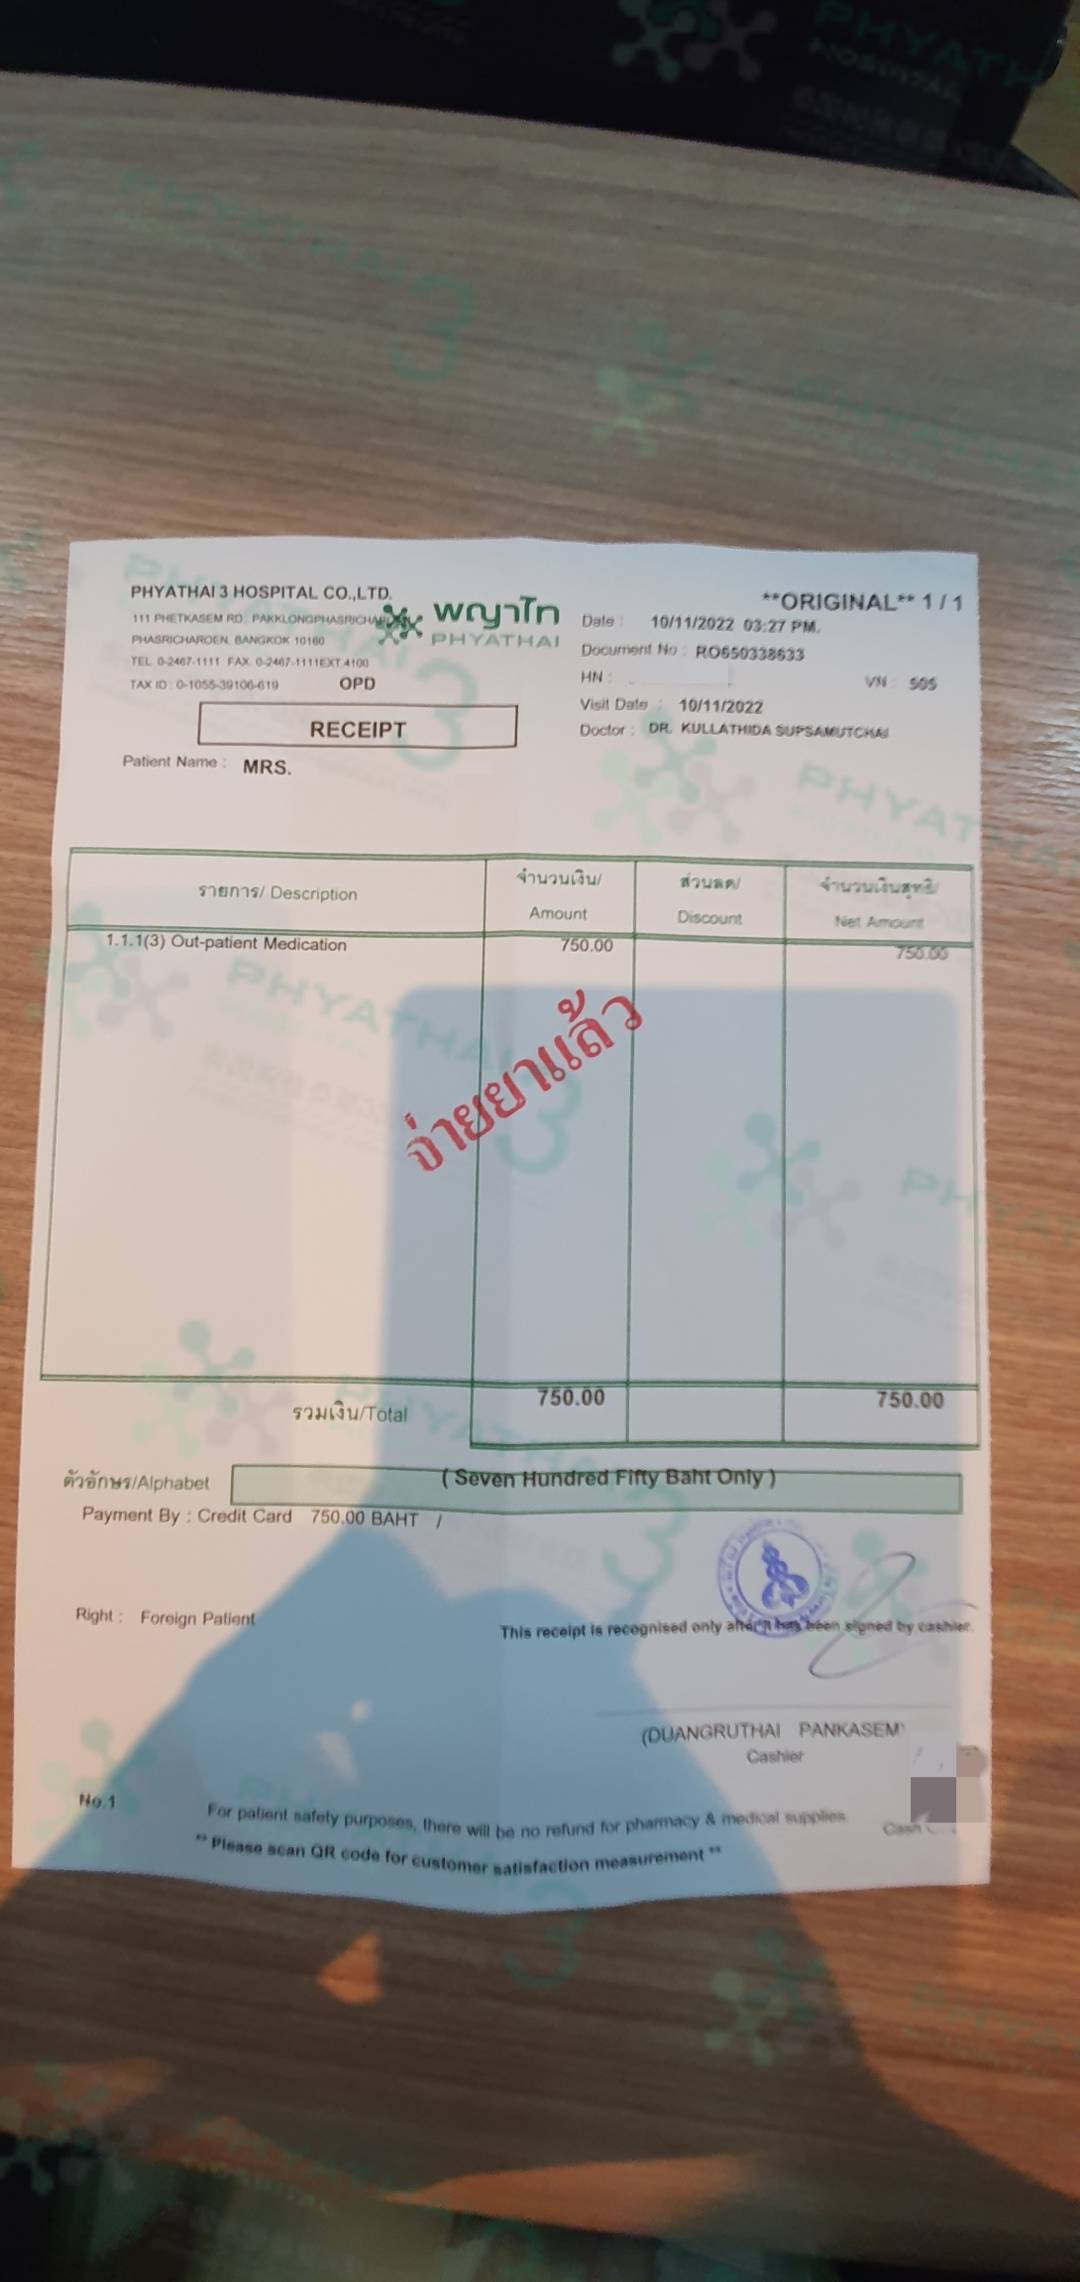 PHYATHAI 3 HOSPITAL CO.,LTD.
111 PHETKASEM RD.
PHASRICHAROEN, BANGKOK 10160
TEL. 0-2467-1111 FAX. 0-2467-1111EXT.4100
TAX ID : 0-1055-39106-619 OPD
พญาไท
PHYATHAI
**ORIGINAL** 1 / 1
Date : 10/11/2022 03:27 PM.
Document No : RO650338633
HN :
VN : 505
Visit Date : 10/11/2022
Doctor : DR. KULLATHIDA SUPSAMUTCHAI
RECEIPT
Patient Name : MRS.
รายการ/ Description
จำนวนเงิน/
Amount
ส่วนลด/
Discount
จำนวนเงินสุทธิ/
Net Amount
1.1.1(3) Out-patient Medication 750.00 750.00
จ่ายยาแล้ว
รวมเงิน/Total 750.00 750.00
ตัวอักษร/Alphabet ( Seven Hundred Fifty Baht Only )
Payment By : Credit Card 750.00 BAHT /
Right : Foreign Patient
This receipt is recognised only after it has been signed by cashier.
(DUANGRUTHAI PANKASEM
Cashier
No.1
For patient safety purposes, there will be no refund for pharmacy & medical supplies
** Please scan QR code for customer satisfaction measurement **
PHYATHAI 3